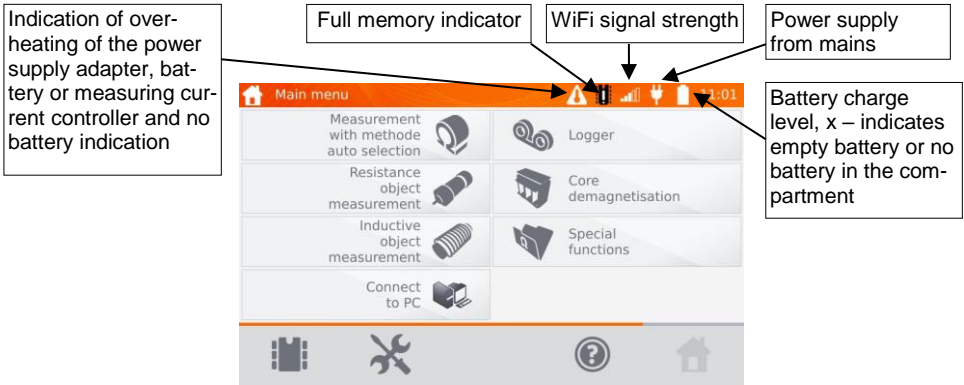 Indication of over-
heating of the power
supply adapter, bat-
tery or measuring cur-
rent controller and no
battery indication
Full memory indicator
WiFi signal strength
Power supply
from mains
Battery charge
level, x – indicates
empty battery or no
battery in the com-
partment
Main menu
11:01
Measurement
with methode
auto selection
Logger
Resistance
object
measurement
Core
demagnetisation
Inductive
object
measurement
Special
functions
Connect
to PC